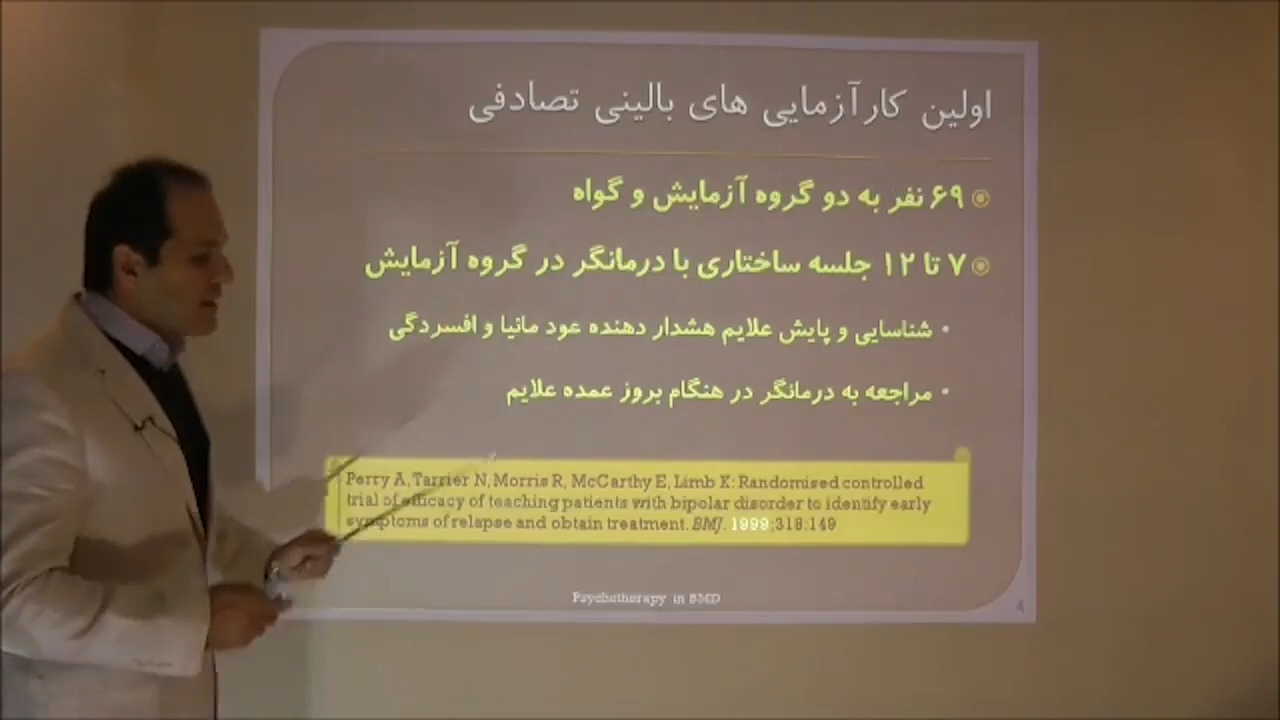 اولین کارآزمایی های بالینی تصادفی
۶۹ نفر به دو گروه آزمایش و گواه
۷ تا ۱۲ جلسه ساختاری با درمانگر در گروه آزمایش
شناسایی و پایش علایم هشدار دهنده عود مانیا و افسردگی
مراجعه به درمانگر در هنگام بروز عمده علایم
Perry A, Tarrier N, Morris R, McCarthy E, Limb K: Randomised controlled
trial of efficacy of teaching patients with bipolar disorder to identify early
symptoms of relapse and obtain treatment. BMJ. 1999;318:149
Psychotherapy in BMD
4